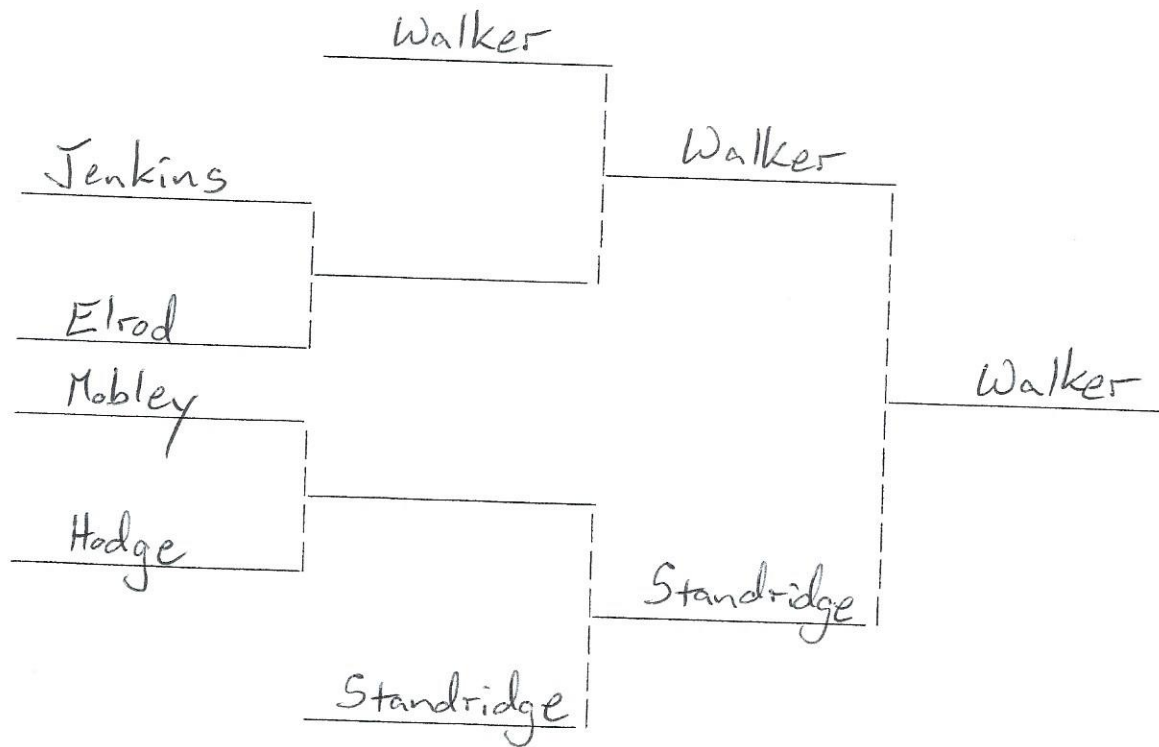 Walker
Jenkins
Walker
Elrod
Mobley
Walker
Hodge
Standridge
Standridge